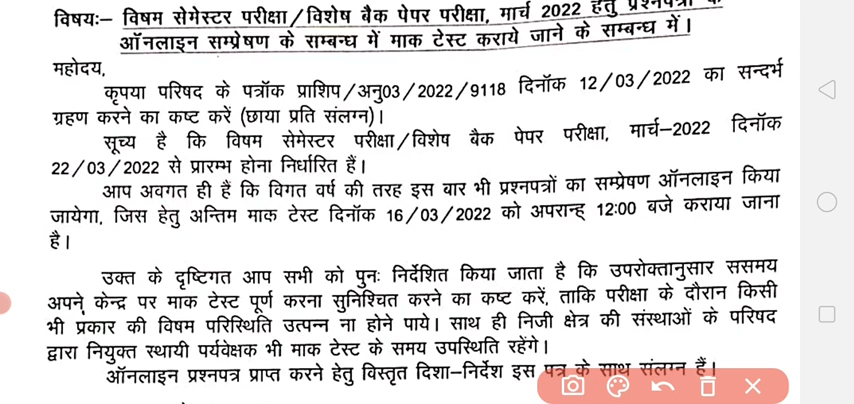 विषयः– विषम सेमेस्टर परीक्षा/विशेष बैक पेपर परीक्षा, मार्च 2022 हेतु प्रश्नपत्रों के
ऑनलाइन सम्प्रेषण के सम्बन्ध में माक टेस्ट कराये जाने के सम्बन्ध में।
महोदय,
कृपया परिषद के पत्रॉक प्राशिप/अनु03/2022/9118 दिनॉक 12/03/2022 का सन्दर्भ
ग्रहण करने का कष्ट करें (छाया प्रति संलग्न)।
सूच्य है कि विषम सेमेस्टर परीक्षा/विशेष बैक पेपर परीक्षा, मार्च–2022 दिनॉक
22/03/2022 से प्रारम्भ होना निर्धारित हैं।
आप अवगत ही हैं कि विगत वर्ष की तरह इस बार भी प्रश्नपत्रों का सम्प्रेषण ऑनलाइन किया
जायेगा, जिस हेतु अन्तिम माक टेस्ट दिनॉक 16/03/2022 को अपरान्ह् 12:00 बजे कराया जाना
है।
उक्त के दृष्टिगत आप सभी को पुनः निर्देशित किया जाता है कि उपरोक्तानुसार ससमय
अपने केन्द्र पर माक टेस्ट पूर्ण करना सुनिश्चित करने का कष्ट करें, ताकि परीक्षा के दौरान किसी
भी प्रकार की विषम परिस्थिति उत्पन्न ना होने पाये। साथ ही निजी क्षेत्र की संस्थाओं के परिषद
द्वारा नियुक्त स्थायी पर्यवेक्षक भी माक टेस्ट के समय उपस्थिति रहेंगे।
ऑनलाइन प्रश्नपत्र प्राप्त करने हेतु विस्तृत दिशा–निर्देश इस पत्र के साथ संलग्न हैं।